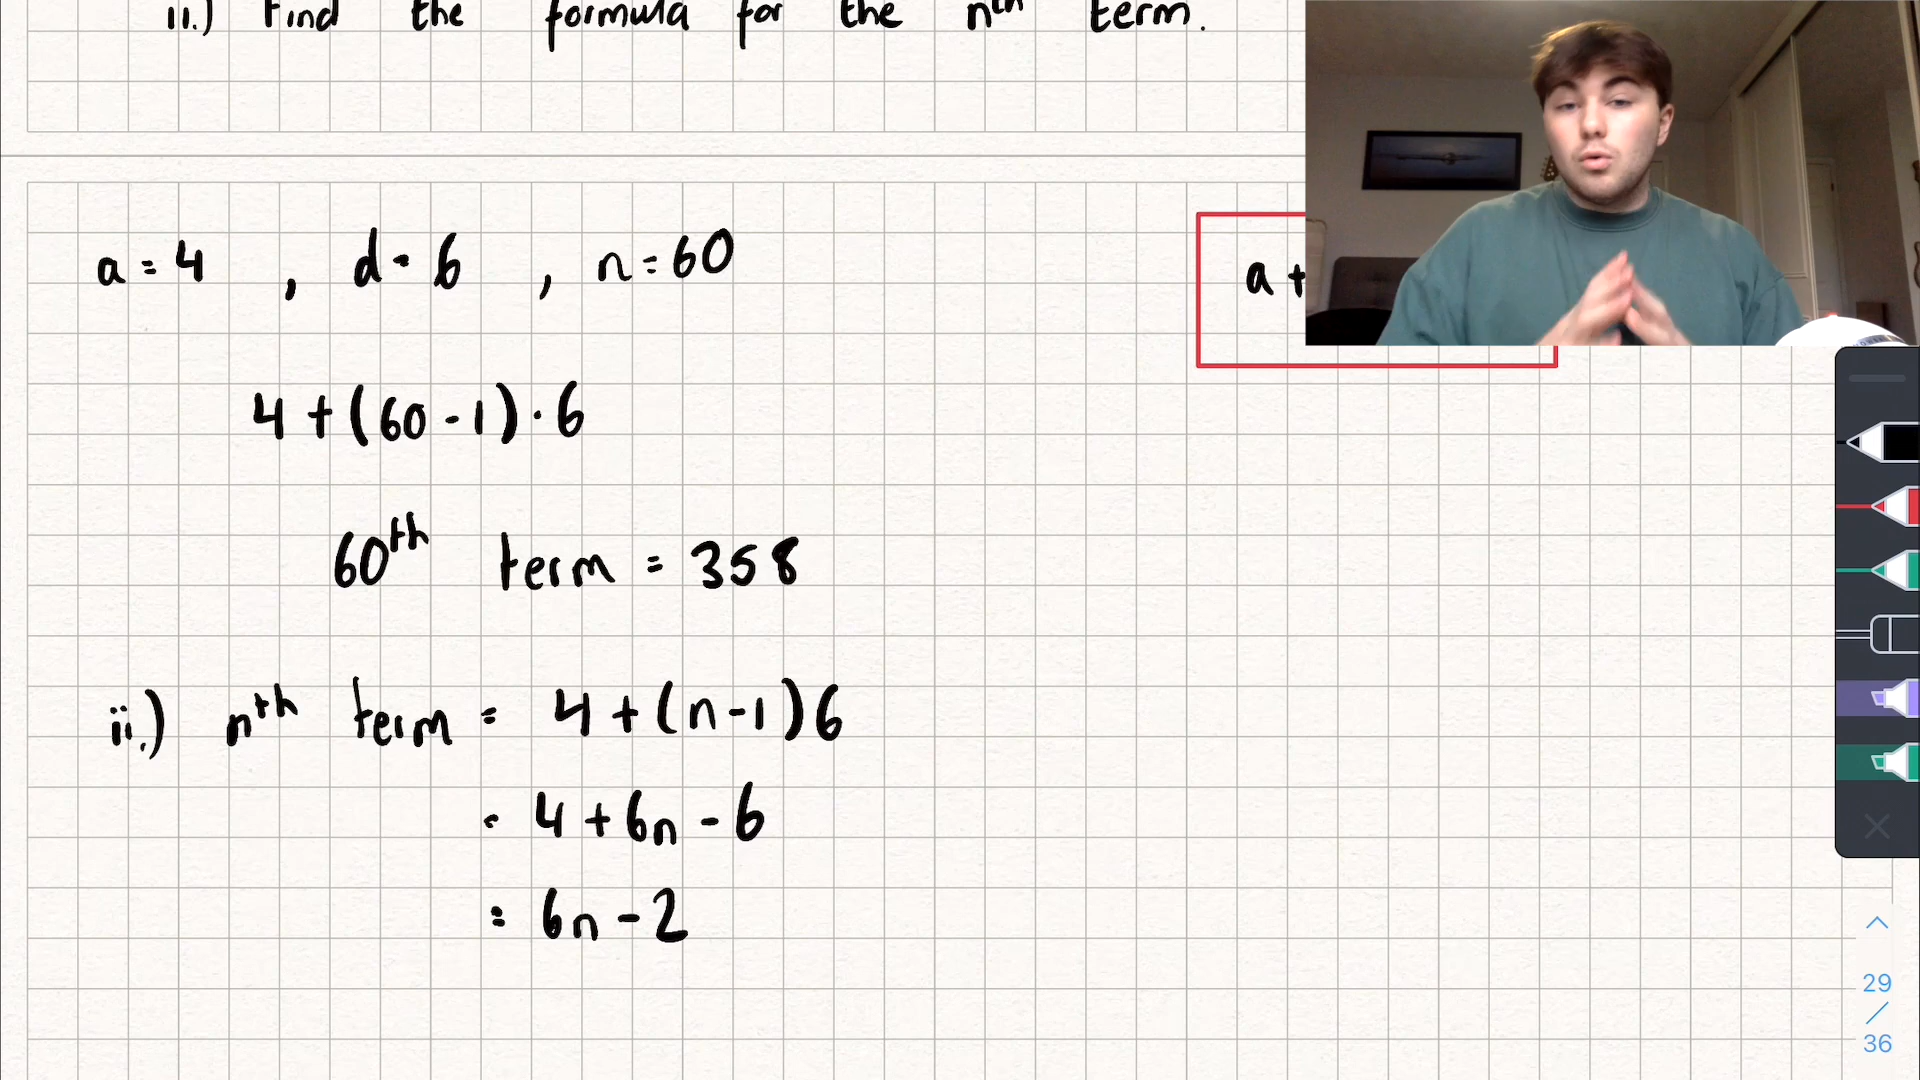 ii.) Find the formula for the nth term.
a = 4 , d = 6 , n = 60
a +
4 + (60 - 1) · 6
60th term = 358
ii.) nth term = 4 + (n - 1)6
= 4 + 6n - 6
= 6n - 2
29
/
36